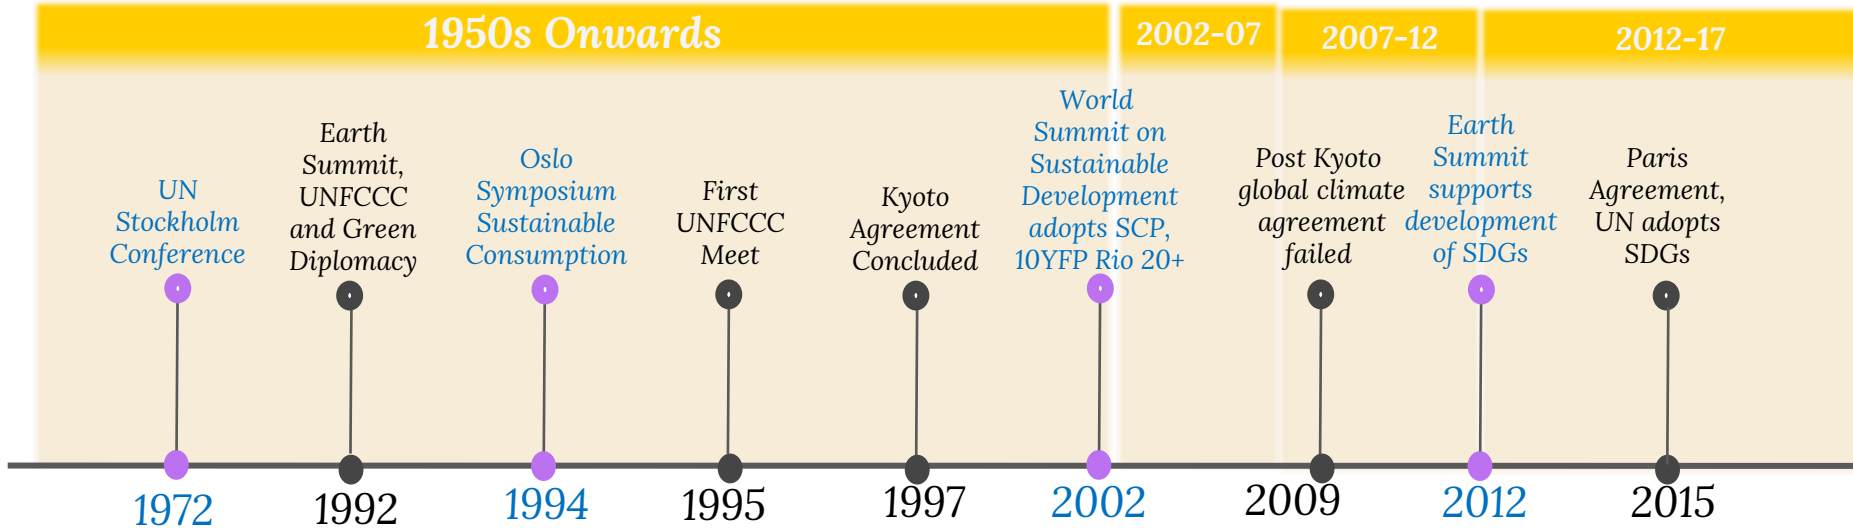 1950s Onwards
2002-07
2007-12
2012-17
UN
Stockholm
Conference
Earth
Summit,
UNFCCC
and Green
Diplomacy
Oslo
Symposium
Sustainable
Consumption
First
UNFCCC
Meet
Kyoto
Agreement
Concluded
World
Summit on
Sustainable
Development
adopts SCP,
10YFP Rio 20+
Post Kyoto
global climate
agreement
failed
Earth
Summit
supports
development
of SDGs
Paris
Agreement,
UN adopts
SDGs
1972
1992
1994
1995
1997
2002
2009
2012
2015